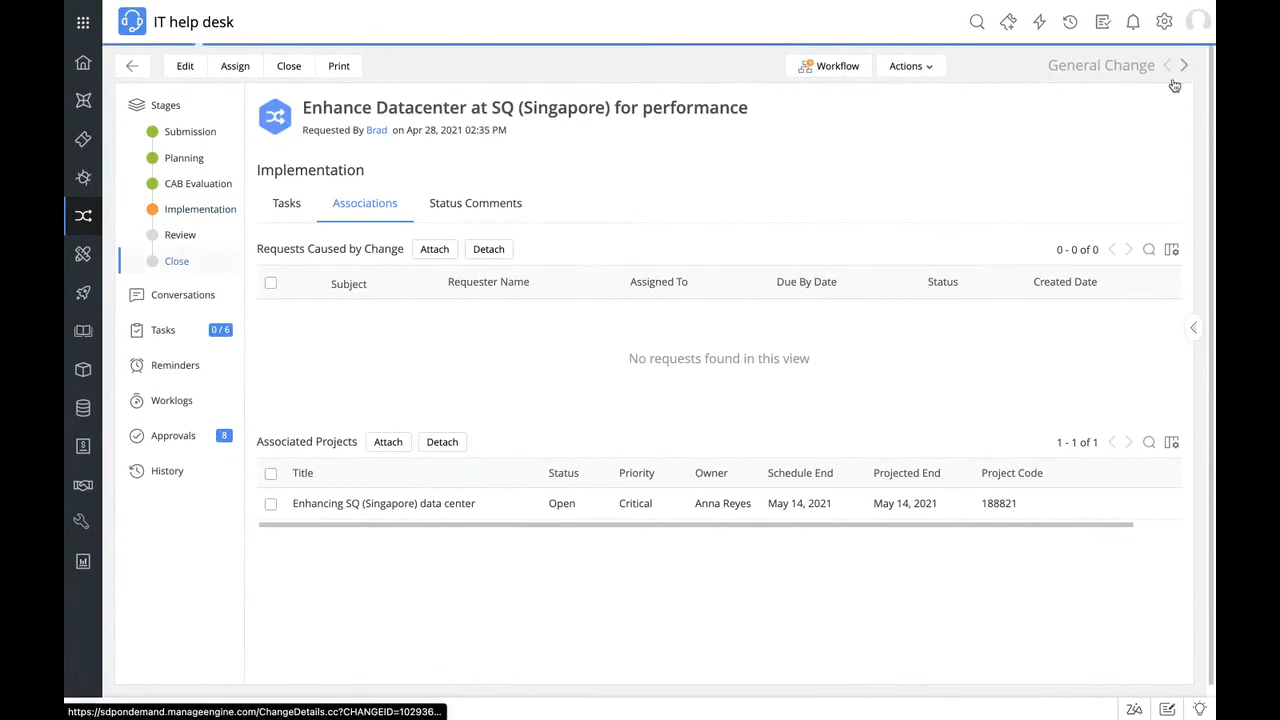 IT help desk
Edit Assign Close Print Workflow Actions General Change
Stages
Submission
Planning
CAB Evaluation
Implementation
Review
Close
Conversations
Tasks 0 / 6
Reminders
Worklogs
Approvals 8
History
Enhance Datacenter at SQ (Singapore) for performance
Requested By Brad on Apr 28, 2021 02:35 PM
Implementation
Tasks Associations Status Comments
Requests Caused by Change Attach Detach 0 - 0 of 0
Subject Requester Name Assigned To Due By Date Status Created Date
No requests found in this view
Associated Projects Attach Detach 1 - 1 of 1
Title Status Priority Owner Schedule End Projected End Project Code
Enhancing SQ (Singapore) data center Open Critical Anna Reyes May 14, 2021 May 14, 2021 188821
https://sdpondemand.manageengine.com/ChangeDetails.cc?CHANGEID=102936...